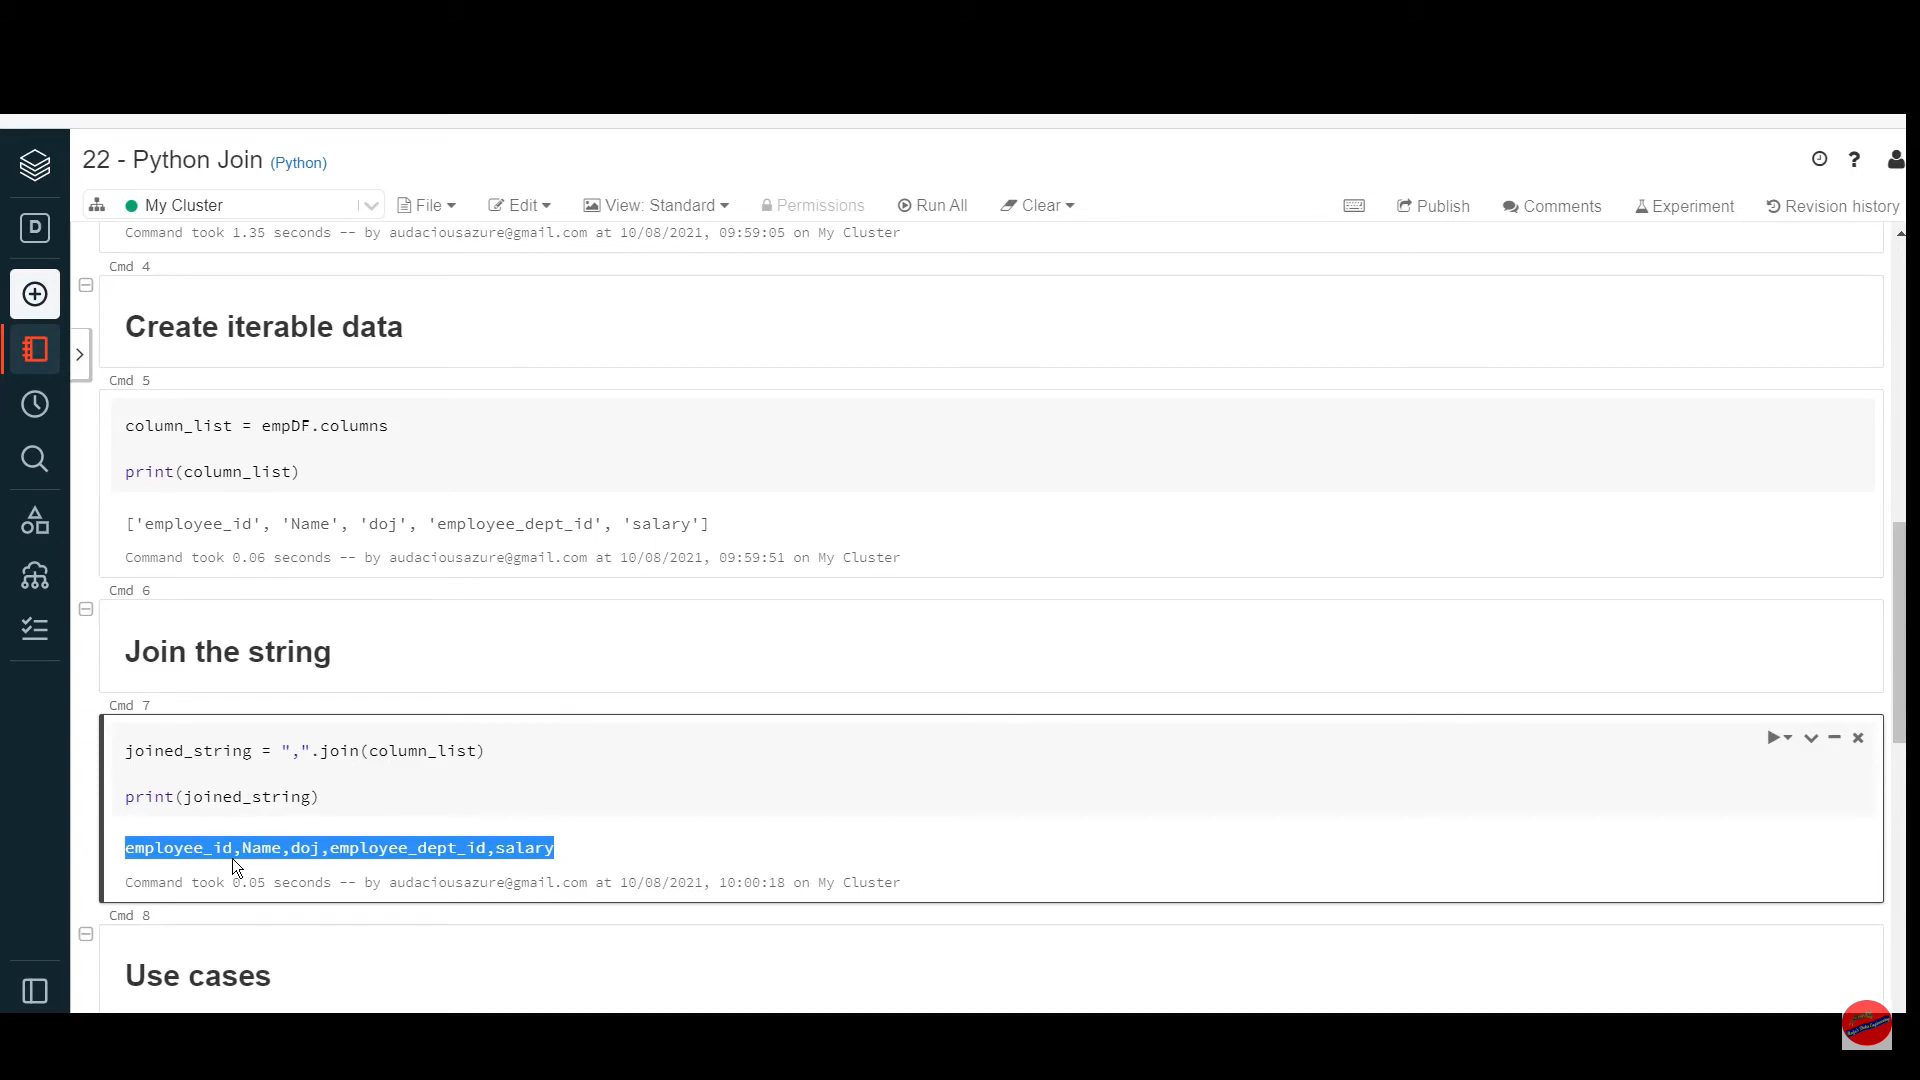 22 - Python Join (Python)
My Cluster File Edit View: Standard Permissions Run All Clear Publish Comments Experiment Revision history
D
Command took 1.35 seconds -- by audaciousazure@gmail.com at 10/08/2021, 09:59:05 on My Cluster
Cmd 4
Create iterable data
Cmd 5
column_list = empDF.columns
print(column_list)
['employee_id', 'Name', 'doj', 'employee_dept_id', 'salary']
Command took 0.06 seconds -- by audaciousazure@gmail.com at 10/08/2021, 09:59:51 on My Cluster
Cmd 6
Join the string
Cmd 7
joined_string = ",".join(column_list)
print(joined_string)
employee_id,Name,doj,employee_dept_id,salary
Command took 0.05 seconds -- by audaciousazure@gmail.com at 10/08/2021, 10:00:18 on My Cluster
Cmd 8
Use cases